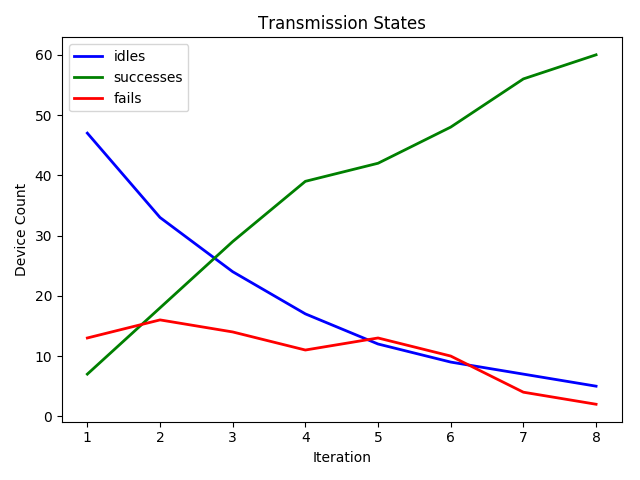 Transmission States
idles
successes
fails
Device Count
60
50
40
30
20
10
0
1 2 3 4 5 6 7 8
Iteration